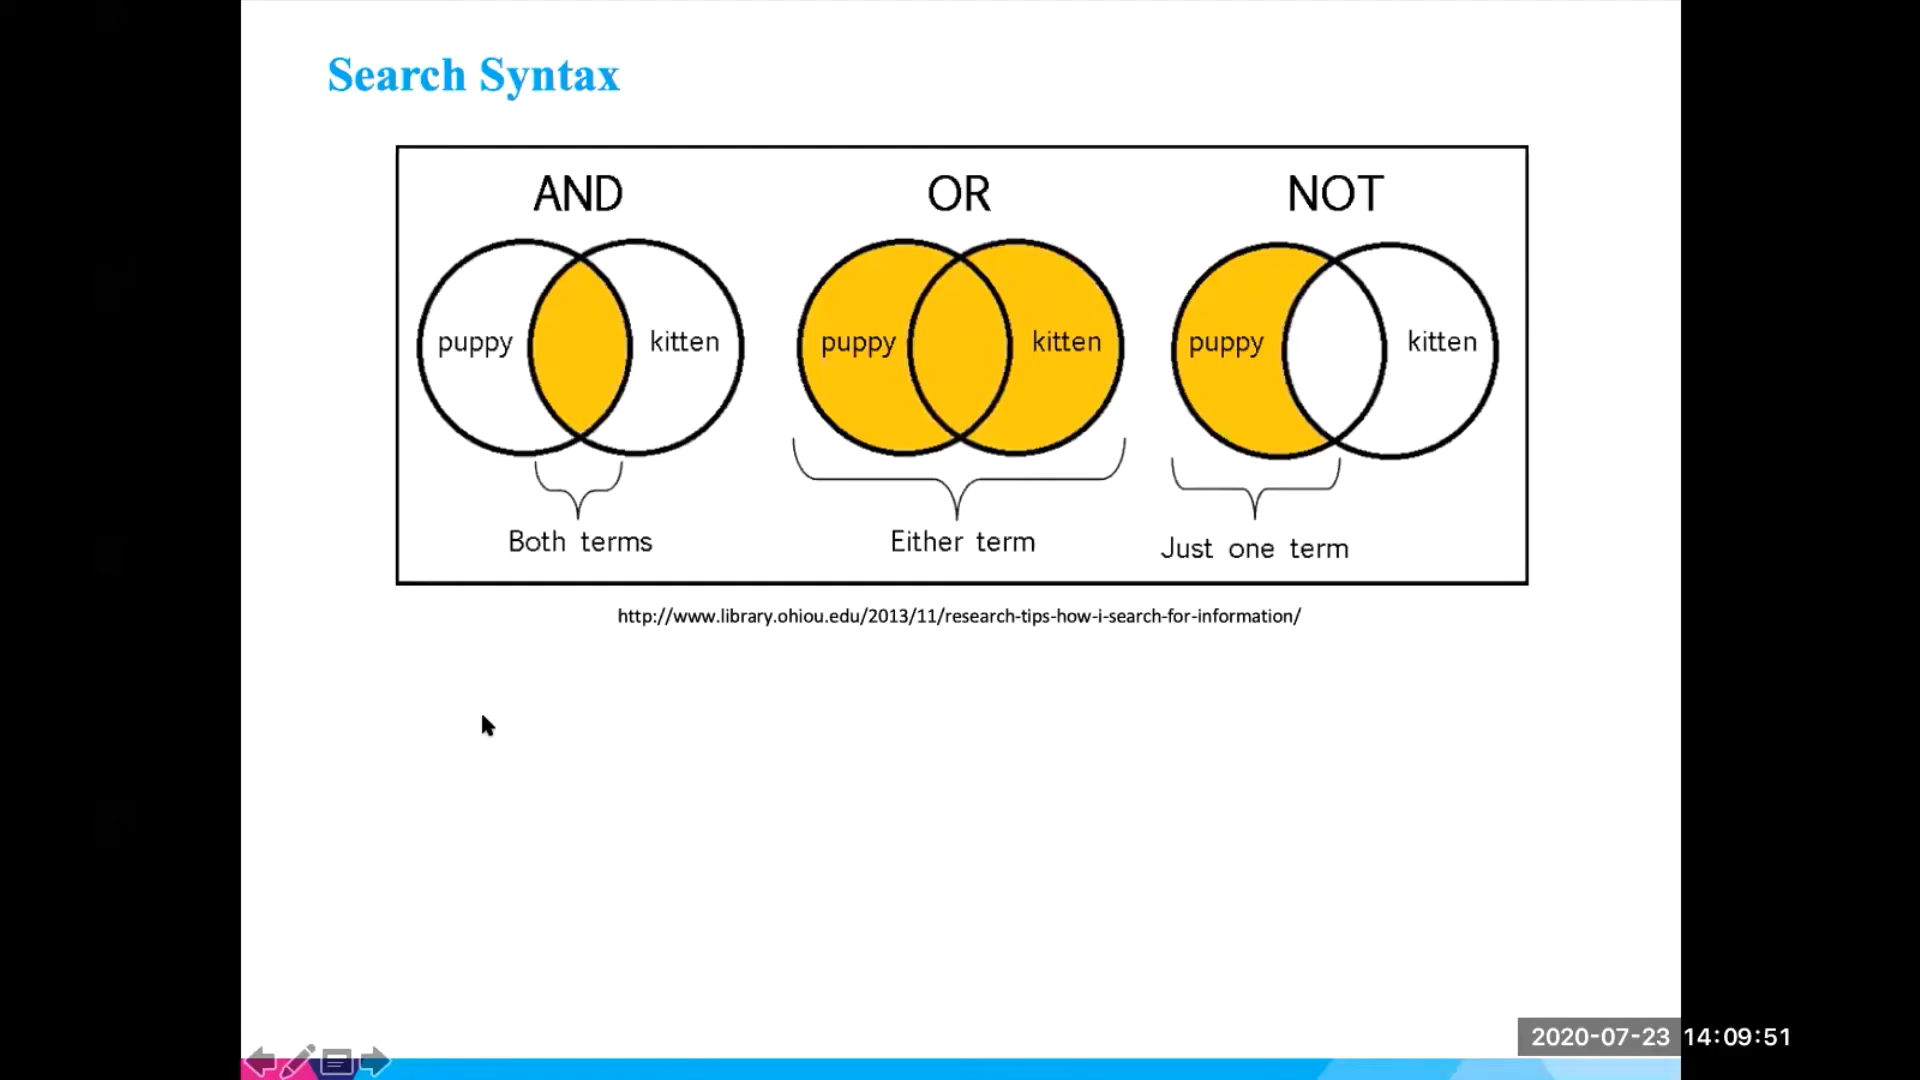 Search Syntax
AND
OR
NOT
puppy
kitten
puppy
kitten
puppy
kitten
Both terms
Either term
Just one term
http://www.library.ohiou.edu/2013/11/research-tips-how-i-search-for-information/
2020-07-23 14:09:51